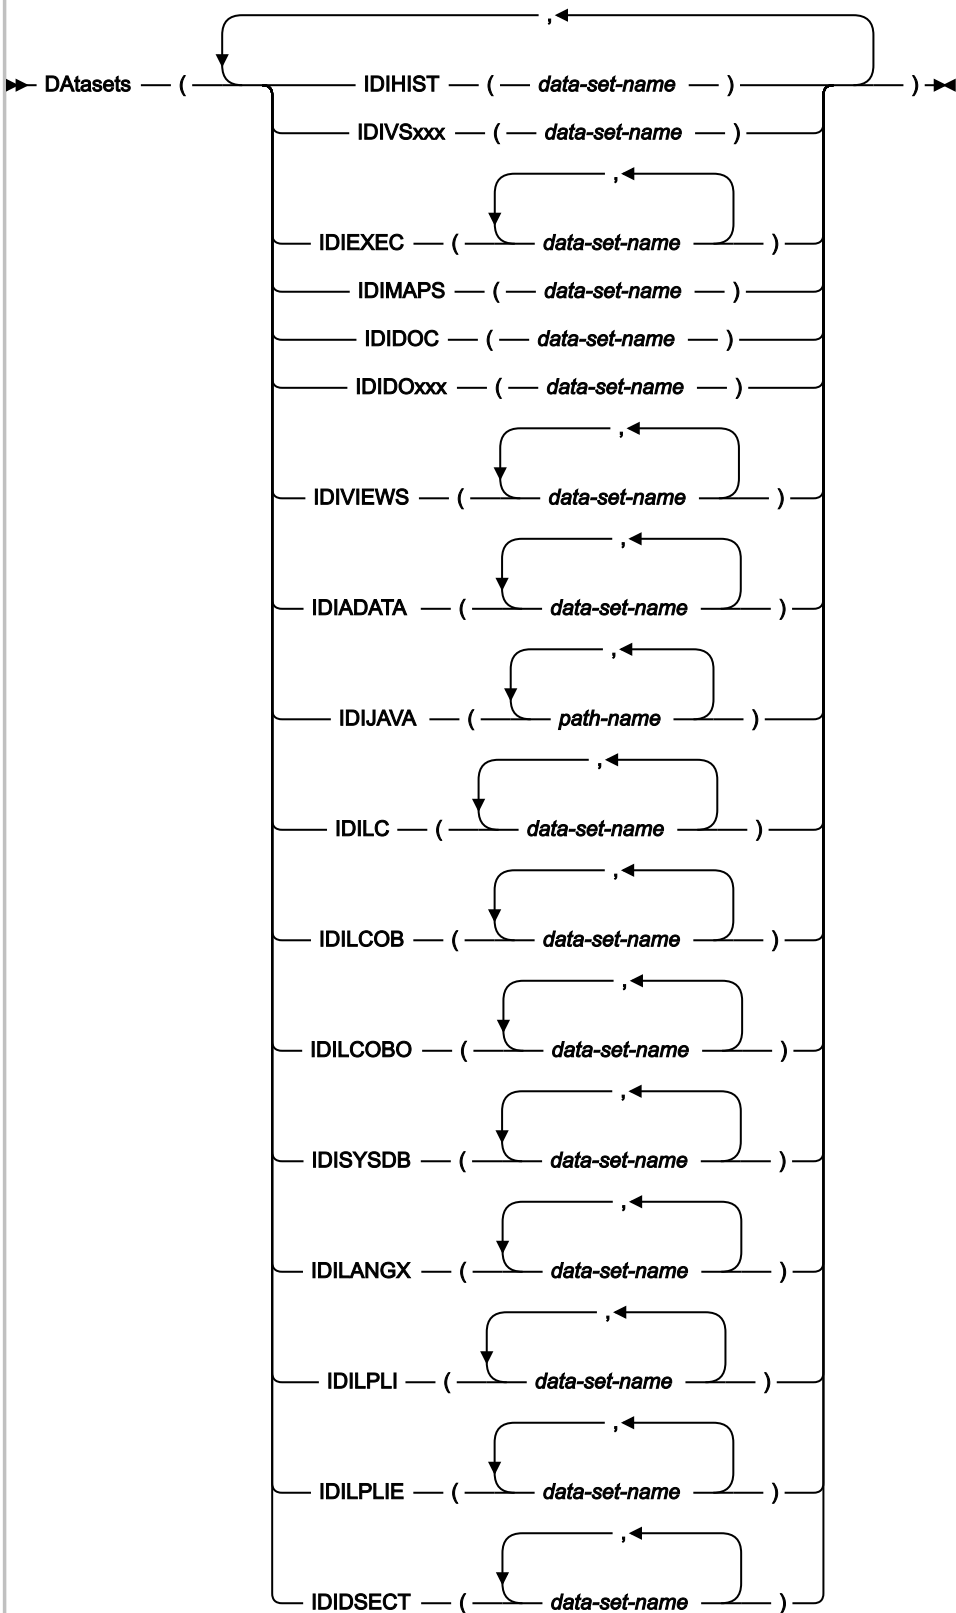 ,
DAtasets ( IDIHIST ( data-set-name ) )
IDIVSxxx ( data-set-name )
,
IDIEXEC ( data-set-name )
IDIMAPS ( data-set-name )
IDIDOC ( data-set-name )
IDIDOxxx ( data-set-name )
,
IDIVIEWS ( data-set-name )
,
IDIADATA ( data-set-name )
,
IDIJAVA ( path-name )
,
IDILC ( data-set-name )
,
IDILCOB ( data-set-name )
,
IDILCOBO ( data-set-name )
,
IDISYSDB ( data-set-name )
,
IDILANGX ( data-set-name )
,
IDILPLI ( data-set-name )
,
IDILPLIE ( data-set-name )
,
IDIDSECT ( data-set-name )